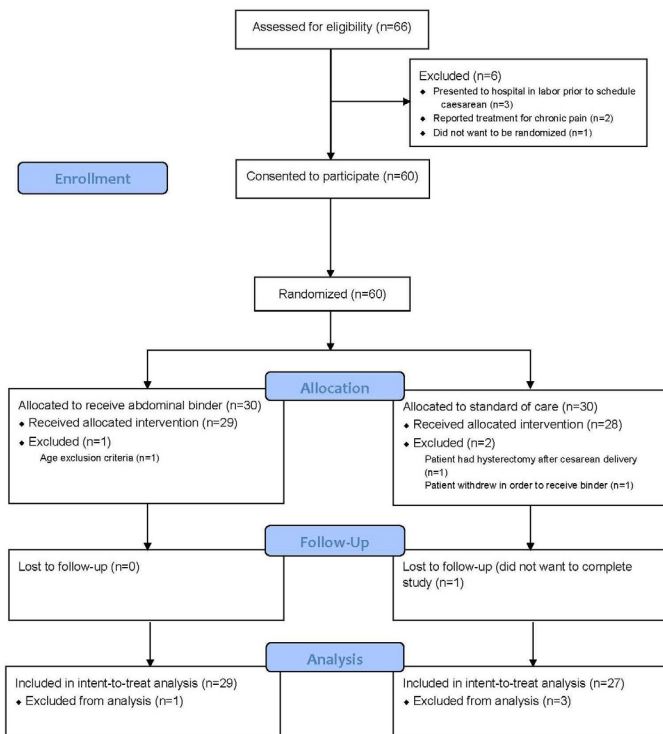 Assessed for eligibility (n=66)
Excluded (n=6)
◆ Presented to hospital in labor prior to schedule
caesarean (n=3)
◆ Reported treatment for chronic pain (n=2)
◆ Did not want to be randomized (n=1)
Enrollment
Consented to participate (n=60)
Randomized (n=60)
Allocation
Allocated to receive abdominal binder (n=30)
◆ Received allocated intervention (n=29)
◆ Excluded (n=1)
Age exclusion criteria (n=1)
Allocated to standard of care (n=30)
◆ Received allocated intervention (n=28)
◆ Excluded (n=2)
Patient had hysterectomy after cesarean delivery
(n=1)
Patient withdrew in order to receive binder (n=1)
Follow-Up
Lost to follow-up (n=0)
Lost to follow-up (did not want to complete
study (n=1)
Analysis
Included in intent-to-treat analysis (n=29)
◆ Excluded from analysis (n=1)
Included in intent-to-treat analysis (n=27)
◆ Excluded from analysis (n=3)